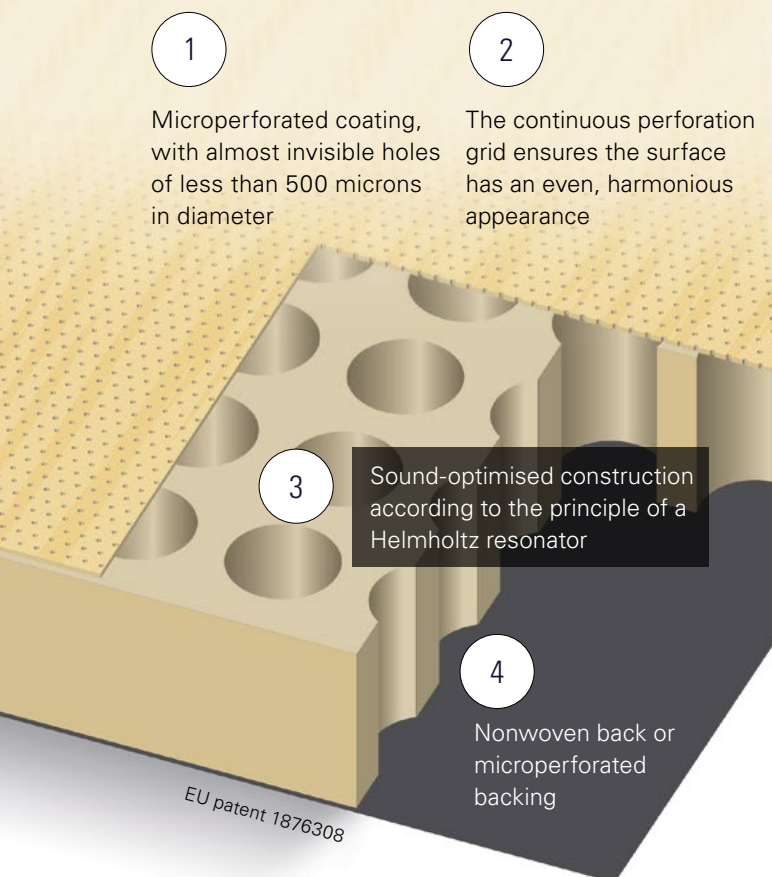 1
Microperforated coating,
with almost invisible holes
of less than 500 microns
in diameter
2
The continuous perforation
grid ensures the surface
has an even, harmonious
appearance
3
Sound-optimised construction
according to the principle of a
Helmholtz resonator
4
Nonwoven back or
microperforated
backing
EU patent 1876308